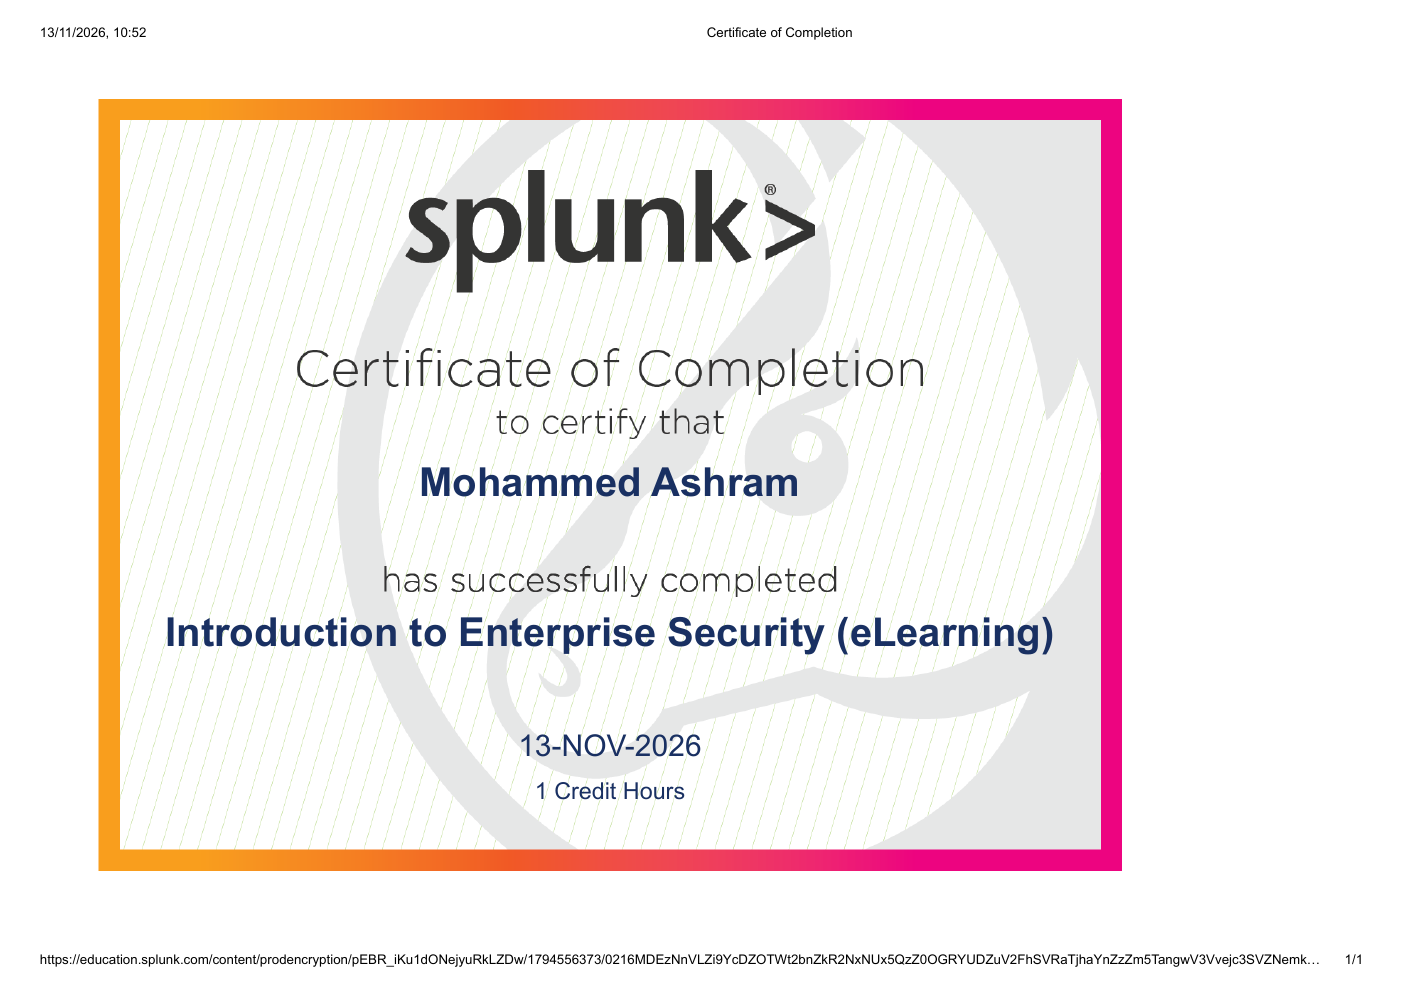 13/11/2026, 10:52
Certificate of Completion
splunk>®
Certificate of Completion
to certify that
Mohammed Ashram
has successfully completed
Introduction to Enterprise Security (eLearning)
13-NOV-2026
1 Credit Hours
https://education.splunk.com/content/prodencryption/pEBR_iKu1dONejyuRkLZDw/1794556373/0216MDEzNnVLZi9YcDZOTWt2bnZkR2NxNUx5QzZ0OGRYUDZuV2FhSVRaTjhaYnZzZm5TangwV3Vvejc3SVZNemk…
1/1